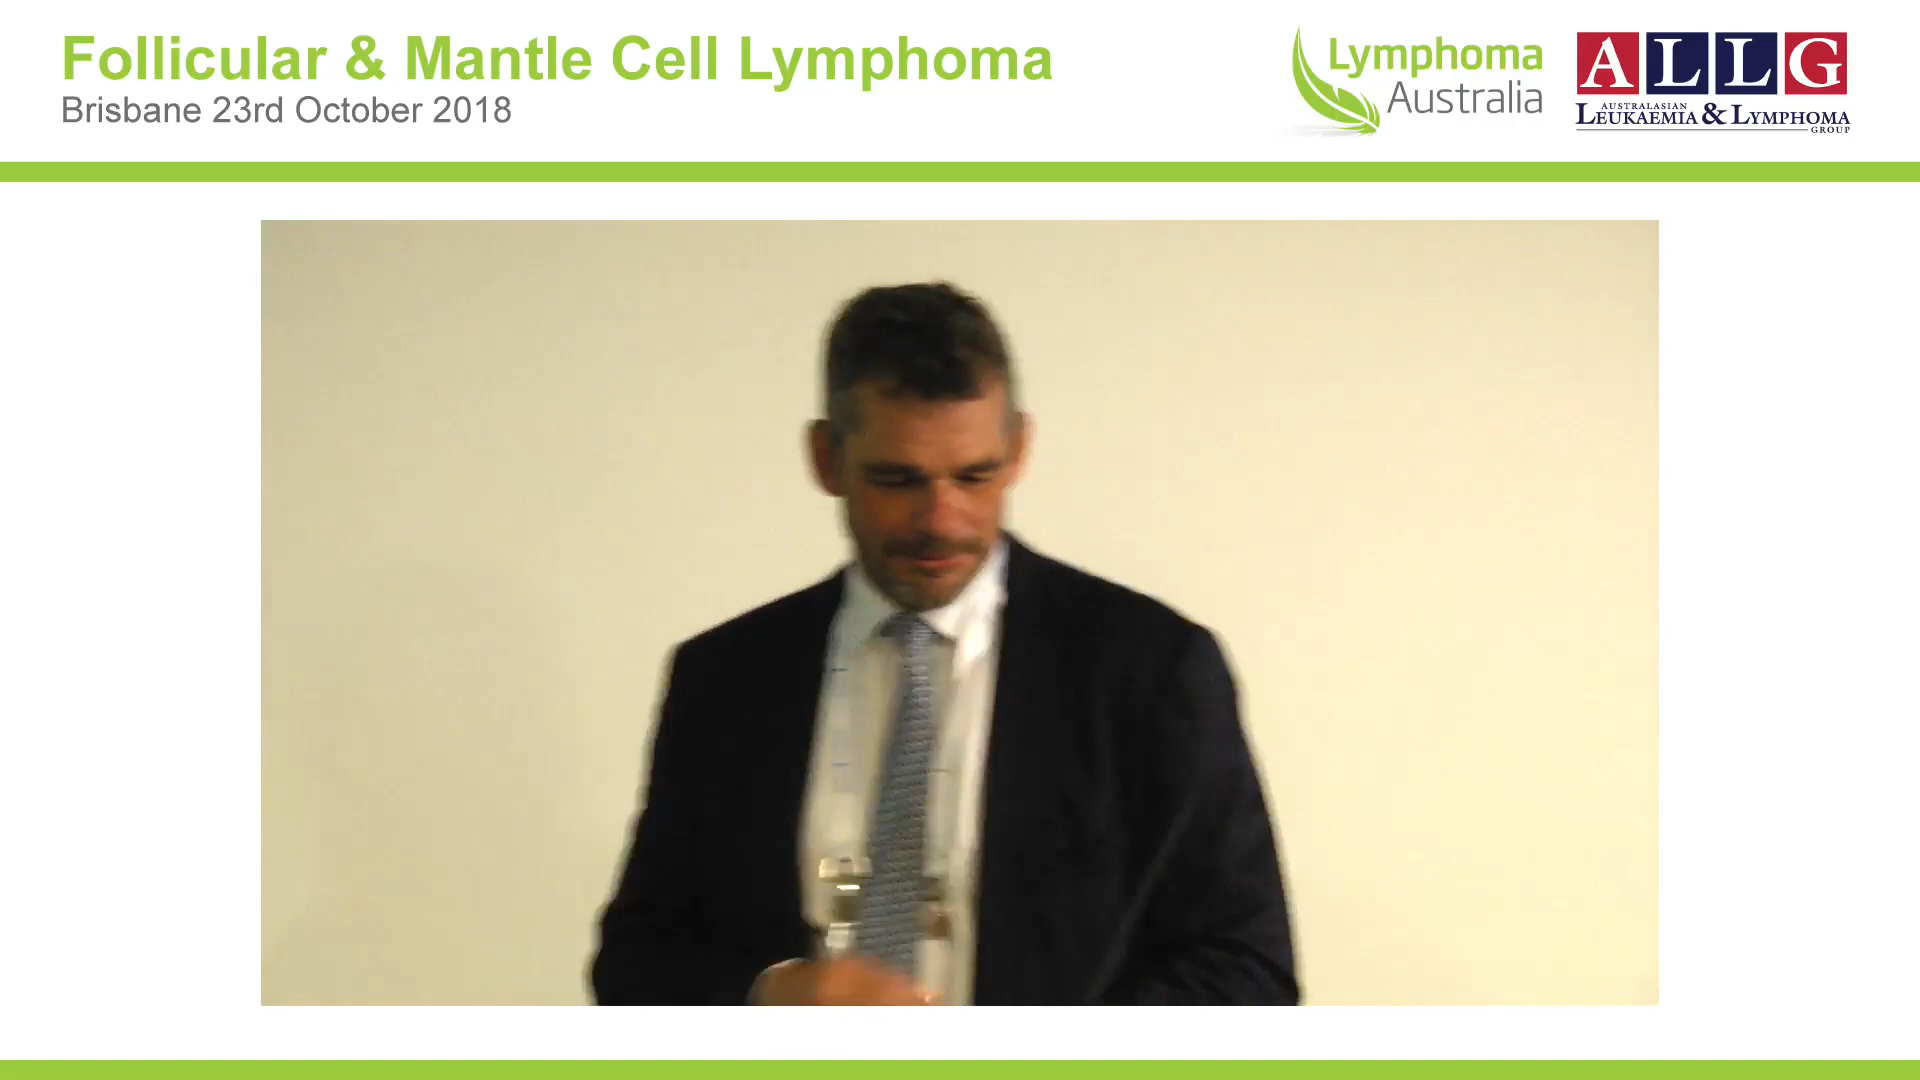 Follicular & Mantle Cell Lymphoma
Brisbane 23rd October 2018
Lymphoma
Australia
ALLG
AUSTRALASIAN
LEUKAEMIA & LYMPHOMA
GROUP